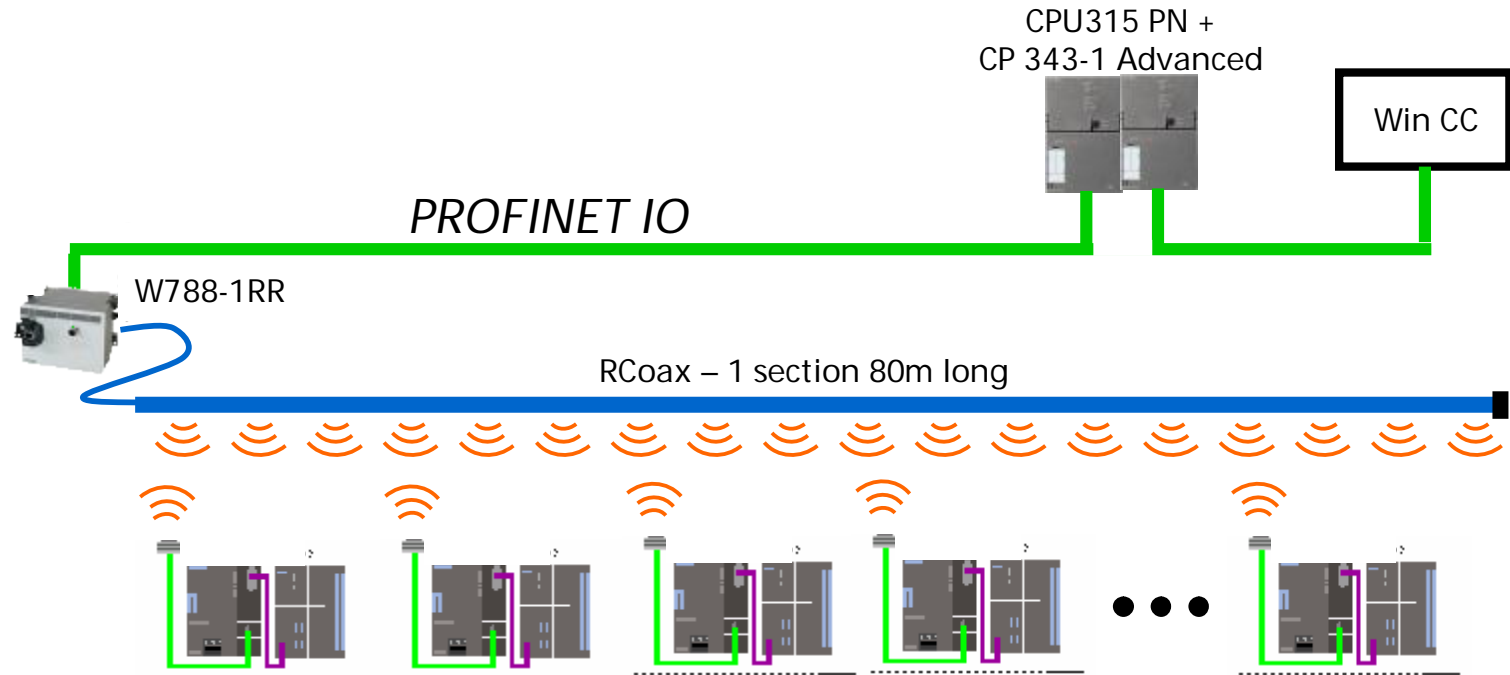 CPU315 PN +
CP 343-1 Advanced
Win CC
PROFINET IO
W788-1RR
RCoax – 1 section 80m long